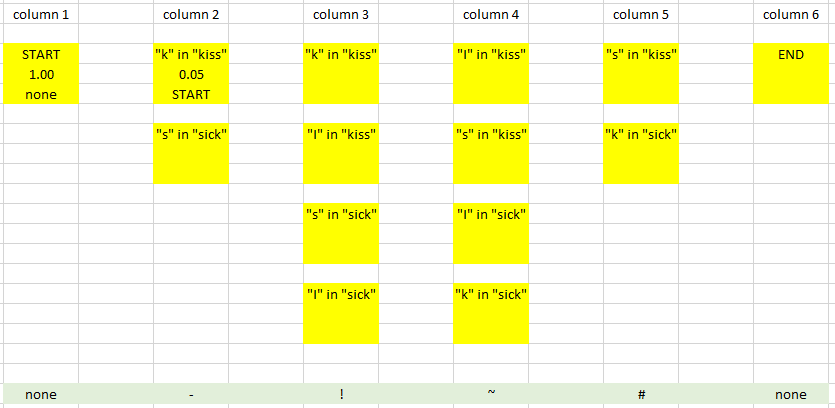 column 1 column 2 column 3 column 4 column 5 column 6
START "k" in "kiss" "k" in "kiss" "I" in "kiss" "s" in "kiss" END
1.00 0.05
none START
"s" in "sick" "I" in "kiss" "s" in "kiss" "k" in "sick"
"s" in "sick" "I" in "sick"
"I" in "sick" "k" in "sick"
none - ! ~ # none